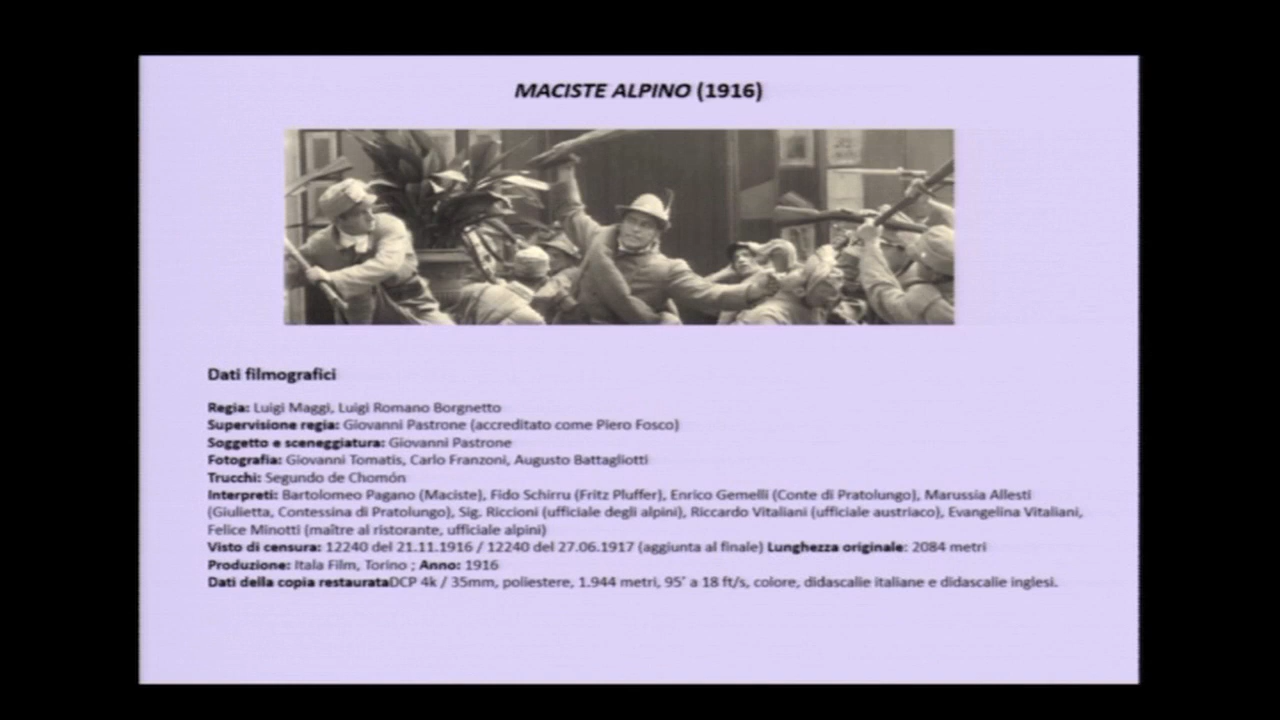 MACISTE ALPINO (1916)
Dati filmografici
Regia: Luigi Maggi, Luigi Romano Borgnetto
Supervisione regia: Giovanni Pastrone (accreditato come Piero Fosco)
Soggetto e sceneggiatura: Giovanni Pastrone
Fotografia: Giovanni Tomatis, Carlo Franzoni, Augusto Battagliotti
Trucchi: Segundo de Chomón
Interpreti: Bartolomeo Pagano (Maciste), Fido Schirru (Fritz Pluffer), Enrico Gemelli (Conte di Pratolungo), Marussia Allesti
(Giulietta, Contessina di Pratolungo), Sig. Riccioni (ufficiale degli alpini), Riccardo Vitaliani (ufficiale austriaco), Evangelina Vitaliani,
Felice Minotti (maître al ristorante, ufficiale alpini)
Visto di censura: 12240 del 21.11.1916 / 12240 del 27.06.1917 (aggiunta al finale) Lunghezza originale: 2084 metri
Produzione: Itala Film, Torino ; Anno: 1916
Dati della copia restaurataDCP 4k / 35mm, poliestere, 1.944 metri, 95' a 18 ft/s, colore, didascalie italiane e didascalie inglesi.